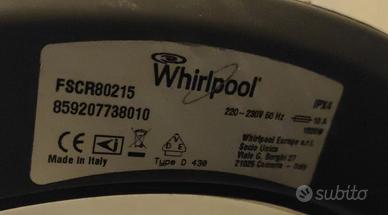 Whirlpool
FSCR80215
859207738010
220-230V 50 Hz
IPX4
10 A
Made in Italy
Type D 430
Whirlpool Europe s.r.l.
Socio Unico
Viale G. Borghi 27
21025 Comerio - Italy
subito